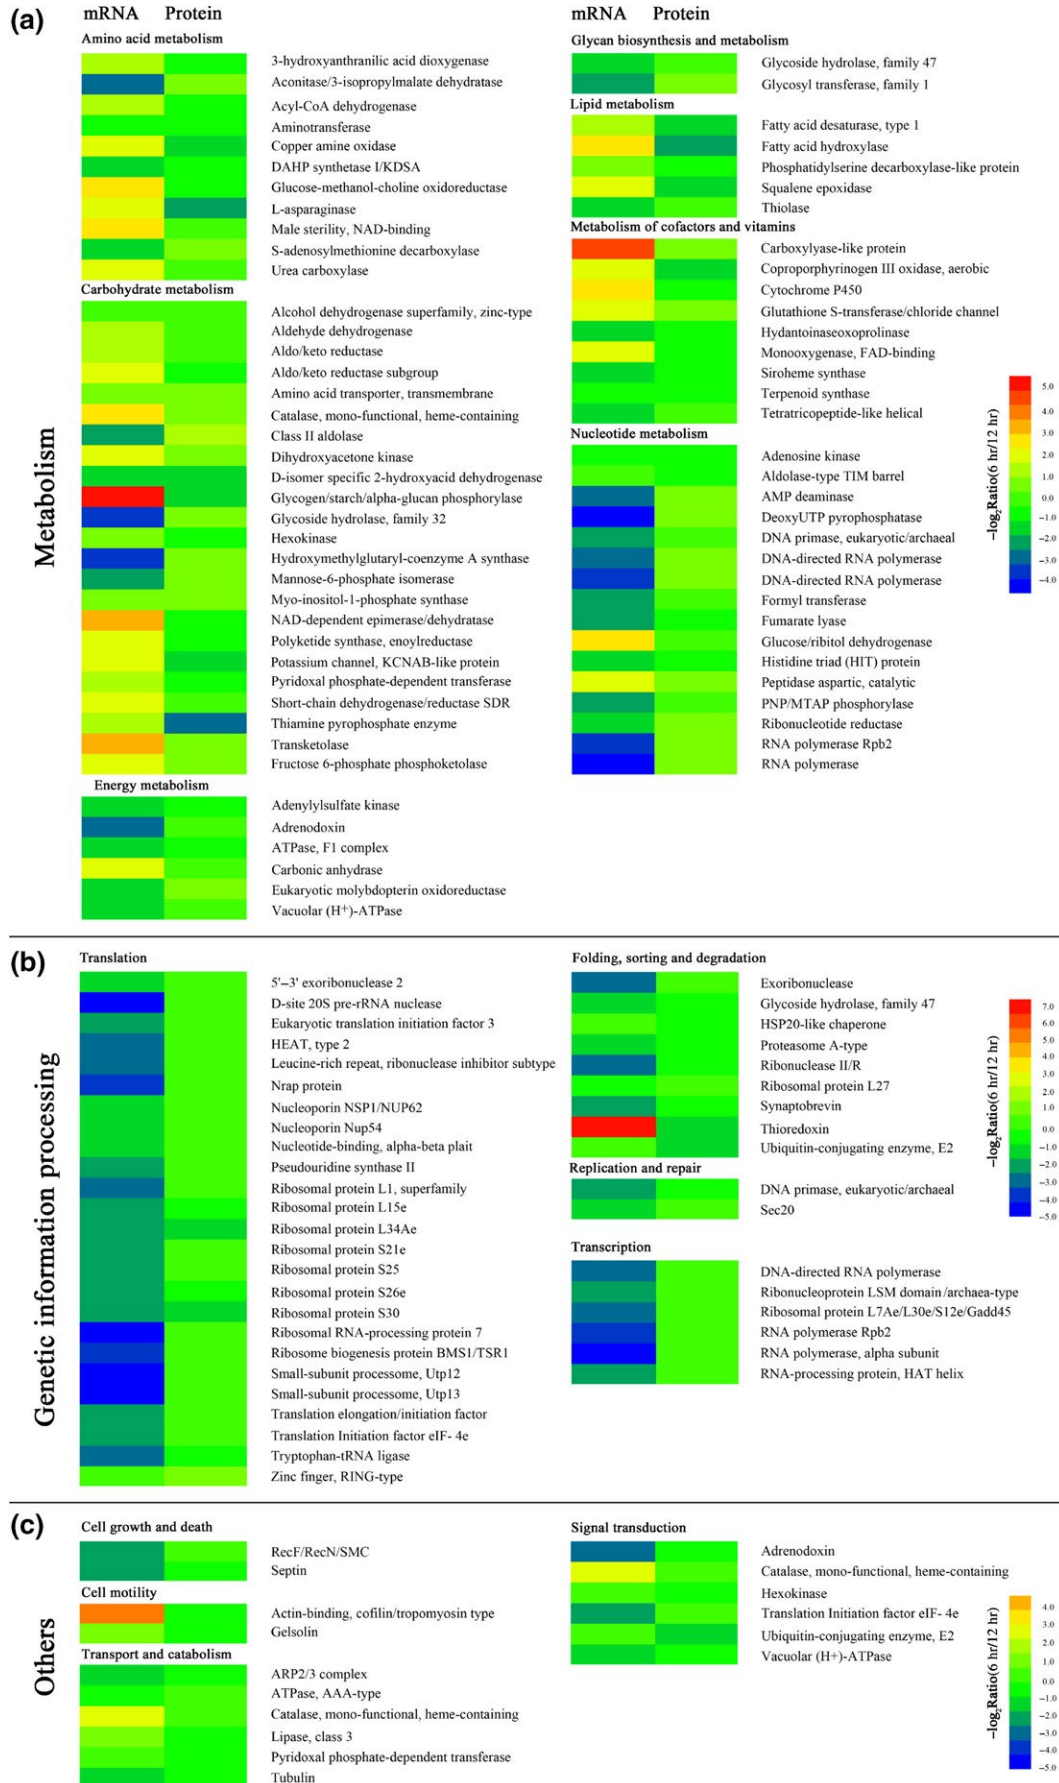 (a)
mRNA Protein
Amino acid metabolism
3-hydroxyanthranilic acid dioxygenase
Aconitase/3-isopropylmalate dehydratase
Acyl-CoA dehydrogenase
Aminotransferase
Copper amine oxidase
DAHP synthetase I/KDSA
Glucose-methanol-choline oxidoreductase
L-asparaginase
Male sterility, NAD-binding
S-adenosylmethionine decarboxylase
Urea carboxylase
Carbohydrate metabolism
Alcohol dehydrogenase superfamily, zinc-type
Aldehyde dehydrogenase
Aldo/keto reductase
Aldo/keto reductase subgroup
Amino acid transporter, transmembrane
Catalase, mono-functional, heme-containing
Class II aldolase
Dihydroxyacetone kinase
D-isomer specific 2-hydroxyacid dehydrogenase
Glycogen/starch/alpha-glucan phosphorylase
Glycoside hydrolase, family 32
Hexokinase
Hydroxymethylglutaryl-coenzyme A synthase
Mannose-6-phosphate isomerase
Myo-inositol-1-phosphate synthase
NAD-dependent epimerase/dehydratase
Polyketide synthase, enoylreductase
Potassium channel, KCNAB-like protein
Pyridoxal phosphate-dependent transferase
Short-chain dehydrogenase/reductase SDR
Thiamine pyrophosphate enzyme
Transketolase
Fructose 6-phosphate phosphoketolase
Energy metabolism
Adenylylsulfate kinase
Adrenodoxin
ATPase, F1 complex
Carbonic anhydrase
Eukaryotic molybdopterin oxidoreductase
Vacuolar (H+)-ATPase
Metabolism
mRNA Protein
Glycan biosynthesis and metabolism
Glycoside hydrolase, family 47
Glycosyl transferase, family 1
Lipid metabolism
Fatty acid desaturase, type 1
Fatty acid hydroxylase
Phosphatidylserine decarboxylase-like protein
Squalene epoxidase
Thiolase
Metabolism of cofactors and vitamins
Carboxylyase-like protein
Coproporphyrinogen III oxidase, aerobic
Cytochrome P450
Glutathione S-transferase/chloride channel
Hydantoinaseoxoprolinase
Monooxygenase, FAD-binding
Siroheme synthase
Terpenoid synthase
Tetratricopeptide-like helical
Nucleotide metabolism
Adenosine kinase
Aldolase-type TIM barrel
AMP deaminase
DeoxyUTP pyrophosphatase
DNA primase, eukaryotic/archaeal
DNA-directed RNA polymerase
DNA-directed RNA polymerase
Formyl transferase
Fumarate lyase
Glucose/ribitol dehydrogenase
Histidine triad (HIT) protein
Peptidase aspartic, catalytic
PNP/MTAP phosphorylase
Ribonucleotide reductase
RNA polymerase Rpb2
RNA polymerase
−log2Ratio(6 hr/12 hr)
5.0
4.0
3.0
2.0
1.0
0.0
−1.0
−2.0
−3.0
−4.0
(b)
Translation
5'−3' exoribonuclease 2
D-site 20S pre-rRNA nuclease
Eukaryotic translation initiation factor 3
HEAT, type 2
Leucine-rich repeat, ribonuclease inhibitor subtype
Nrap protein
Nucleoporin NSP1/NUP62
Nucleoporin Nup54
Nucleotide-binding, alpha-beta plait
Pseudouridine synthase II
Ribosomal protein L1, superfamily
Ribosomal protein L15e
Ribosomal protein L34Ae
Ribosomal protein S21e
Ribosomal protein S25
Ribosomal protein S26e
Ribosomal protein S30
Ribosomal RNA-processing protein 7
Ribosome biogenesis protein BMS1/TSR1
Small-subunit processome, Utp12
Small-subunit processome, Utp13
Translation elongation/initiation factor
Translation Initiation factor eIF- 4e
Tryptophan-tRNA ligase
Zinc finger, RING-type
Genetic information processing
Folding, sorting and degradation
Exoribonuclease
Glycoside hydrolase, family 47
HSP20-like chaperone
Proteasome A-type
Ribonuclease II/R
Ribosomal protein L27
Synaptobrevin
Thioredoxin
Ubiquitin-conjugating enzyme, E2
Replication and repair
DNA primase, eukaryotic/archaeal
Sec20
Transcription
DNA-directed RNA polymerase
Ribonucleoprotein LSM domain/archaea-type
Ribosomal protein L7Ae/L30e/S12e/Gadd45
RNA polymerase Rpb2
RNA polymerase, alpha subunit
RNA-processing protein, HAT helix
−log2Ratio(6 hr/12 hr)
7.0
6.0
5.0
4.0
3.0
2.0
1.0
0.0
−1.0
−2.0
−3.0
−4.0
−5.0
(c)
Cell growth and death
RecF/RecN/SMC
Septin
Cell motility
Actin-binding, cofilin/tropomyosin type
Gelsolin
Transport and catabolism
ARP2/3 complex
ATPase, AAA-type
Catalase, mono-functional, heme-containing
Lipase, class 3
Pyridoxal phosphate-dependent transferase
Tubulin
Others
Signal transduction
Adrenodoxin
Catalase, mono-functional, heme-containing
Hexokinase
Translation Initiation factor eIF- 4e
Ubiquitin-conjugating enzyme, E2
Vacuolar (H+)-ATPase
−log2Ratio(6 hr/12 hr)
4.0
3.0
2.0
1.0
0.0
−1.0
−2.0
−3.0
−4.0
−5.0